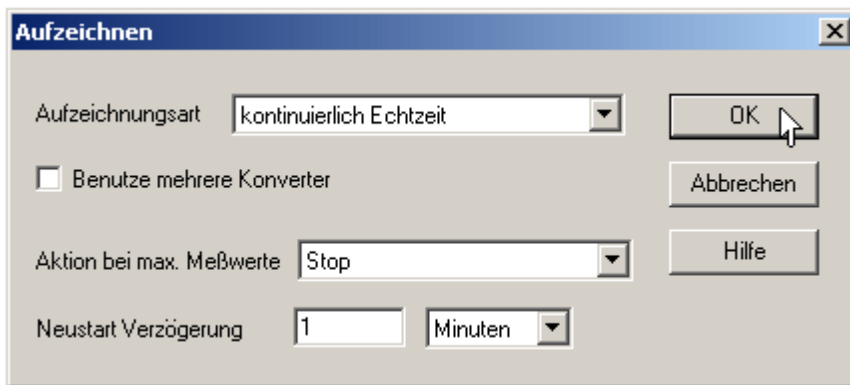 Aufzeichnen
Aufzeichnungsart kontinuierlich Echtzeit OK
Benutze mehrere Konverter Abbrechen
Aktion bei max. Meßwerte Stop Hilfe
Neustart Verzögerung 1 Minuten